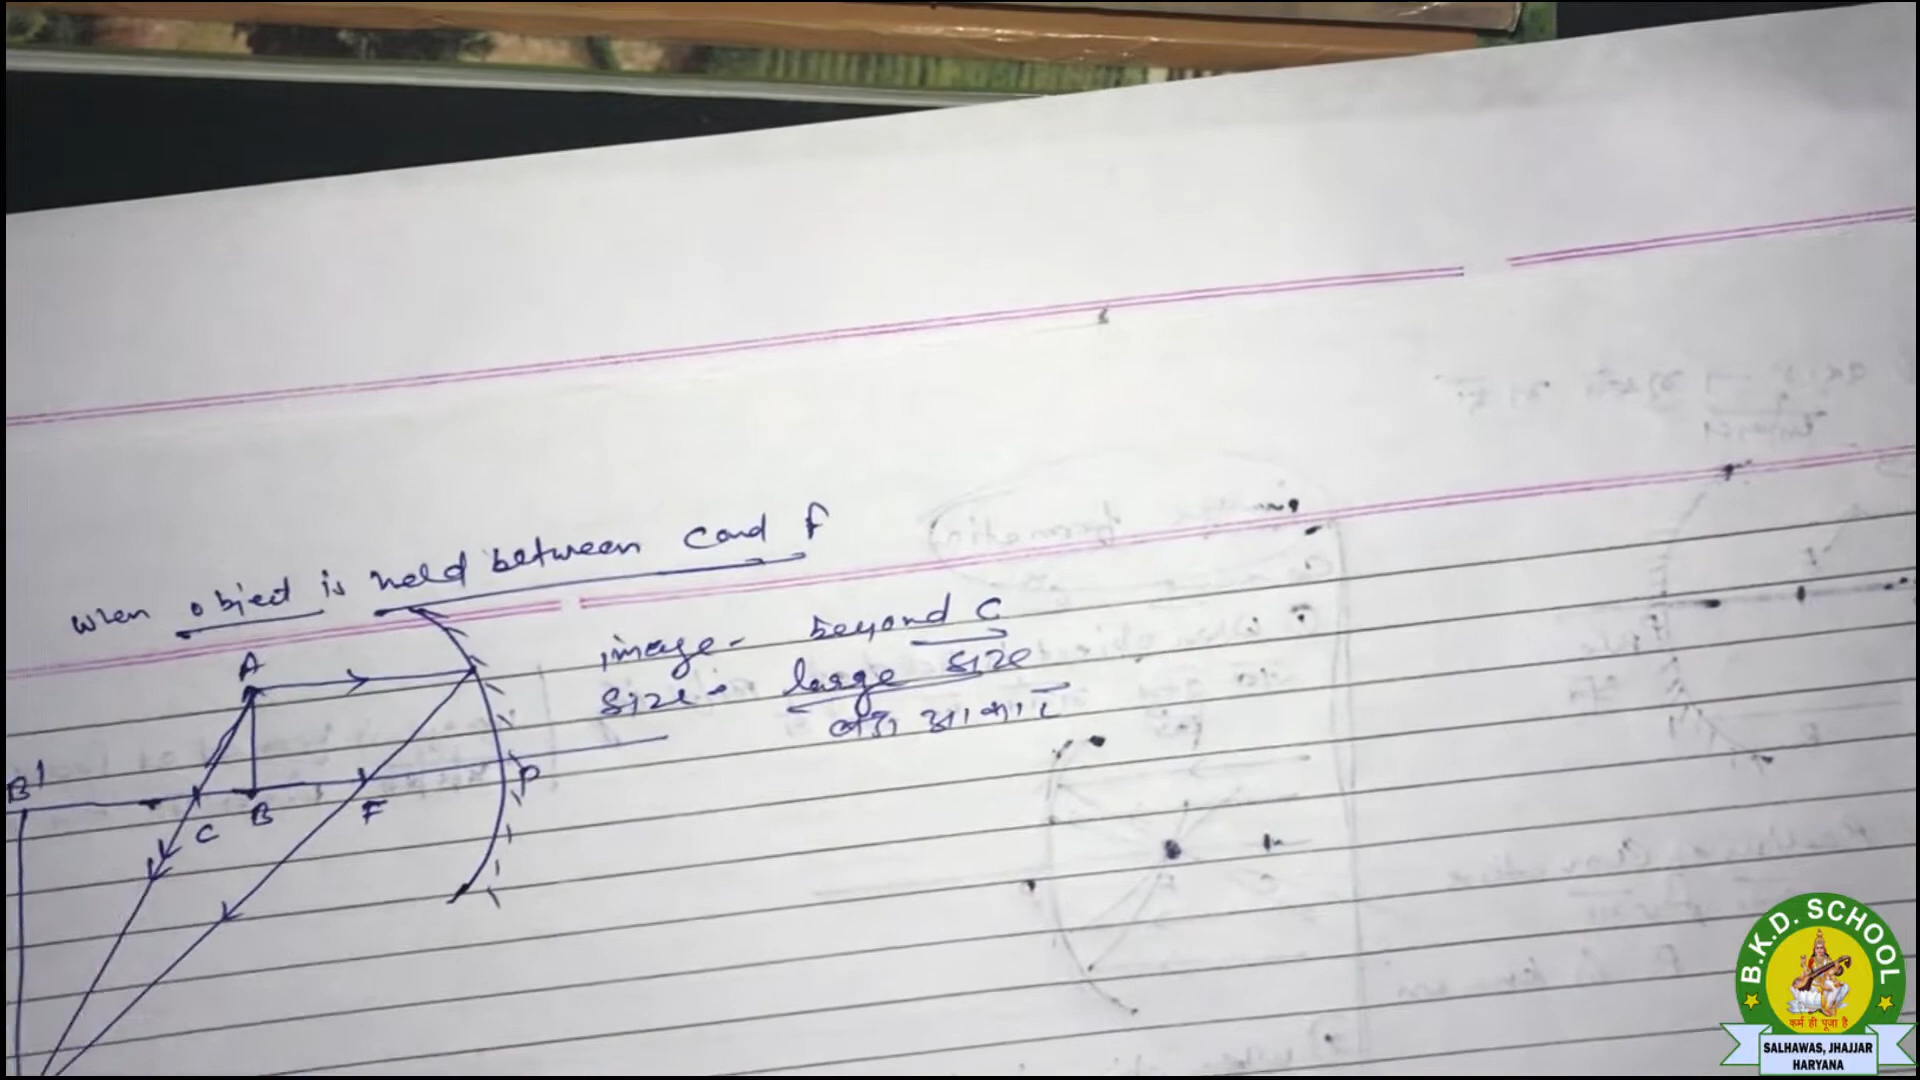 When object is held between C and F
image - beyond C
Size - large size
बड़ा आकार
A
B'
C
B
F
P
B.K.D. SCHOOL
कर्म ही पूजा है
SALHAWAS, JHAJJAR
HARYANA